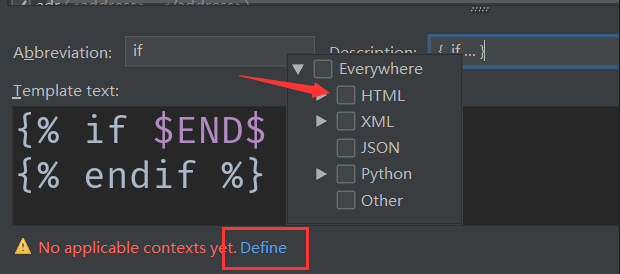 Abbreviation:
if
Description:
{ if ... }
Everywhere
HTML
XML
JSON
Python
Other
Template text:
{% if $END$
{% endif %}
No applicable contexts yet. Define